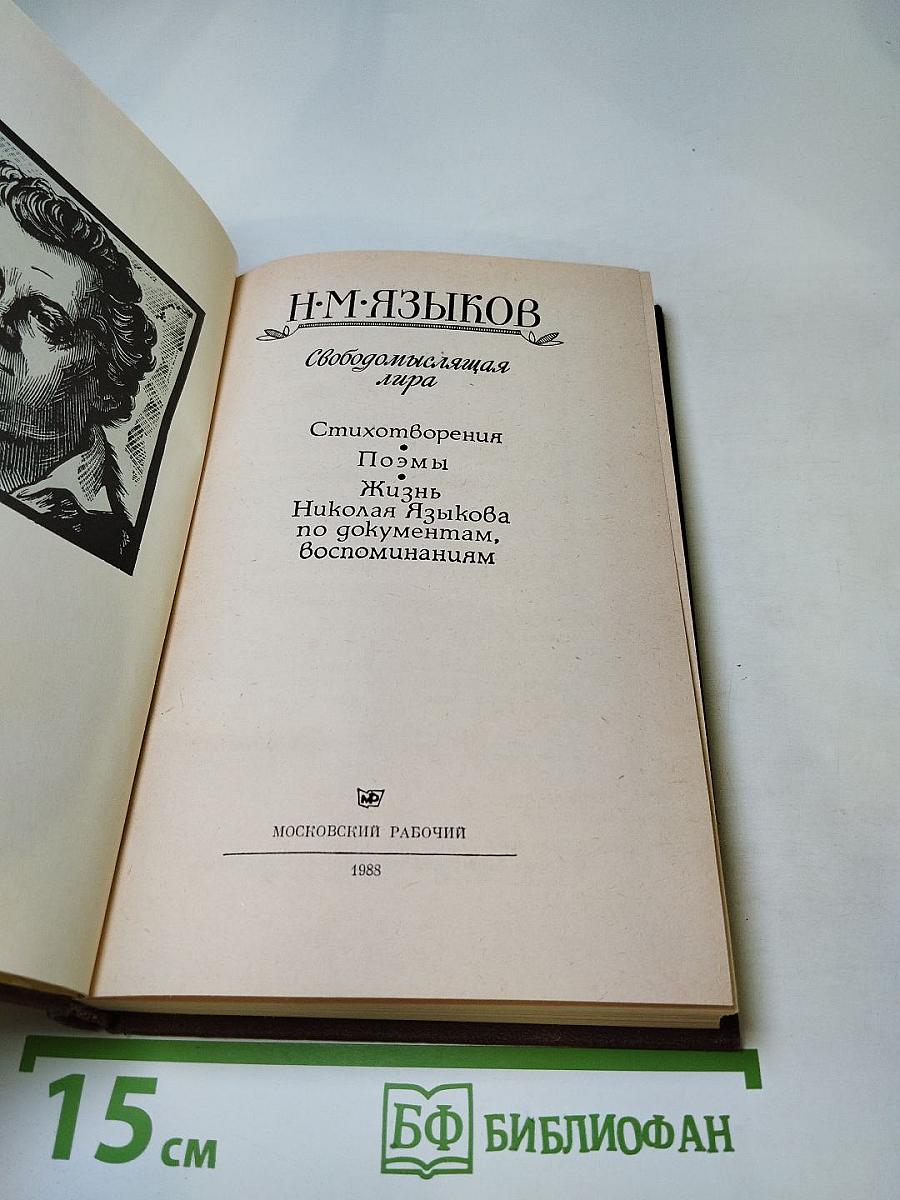 Н·М·ЯЗЫКОВ
Свободомыслящая
лира
Стихотворения
•
Поэмы
•
Жизнь
Николая Языкова
по документам,
воспоминаниям
МР
МОСКОВСКИЙ РАБОЧИЙ
1988
15 см
БФ БИБЛИОФАН